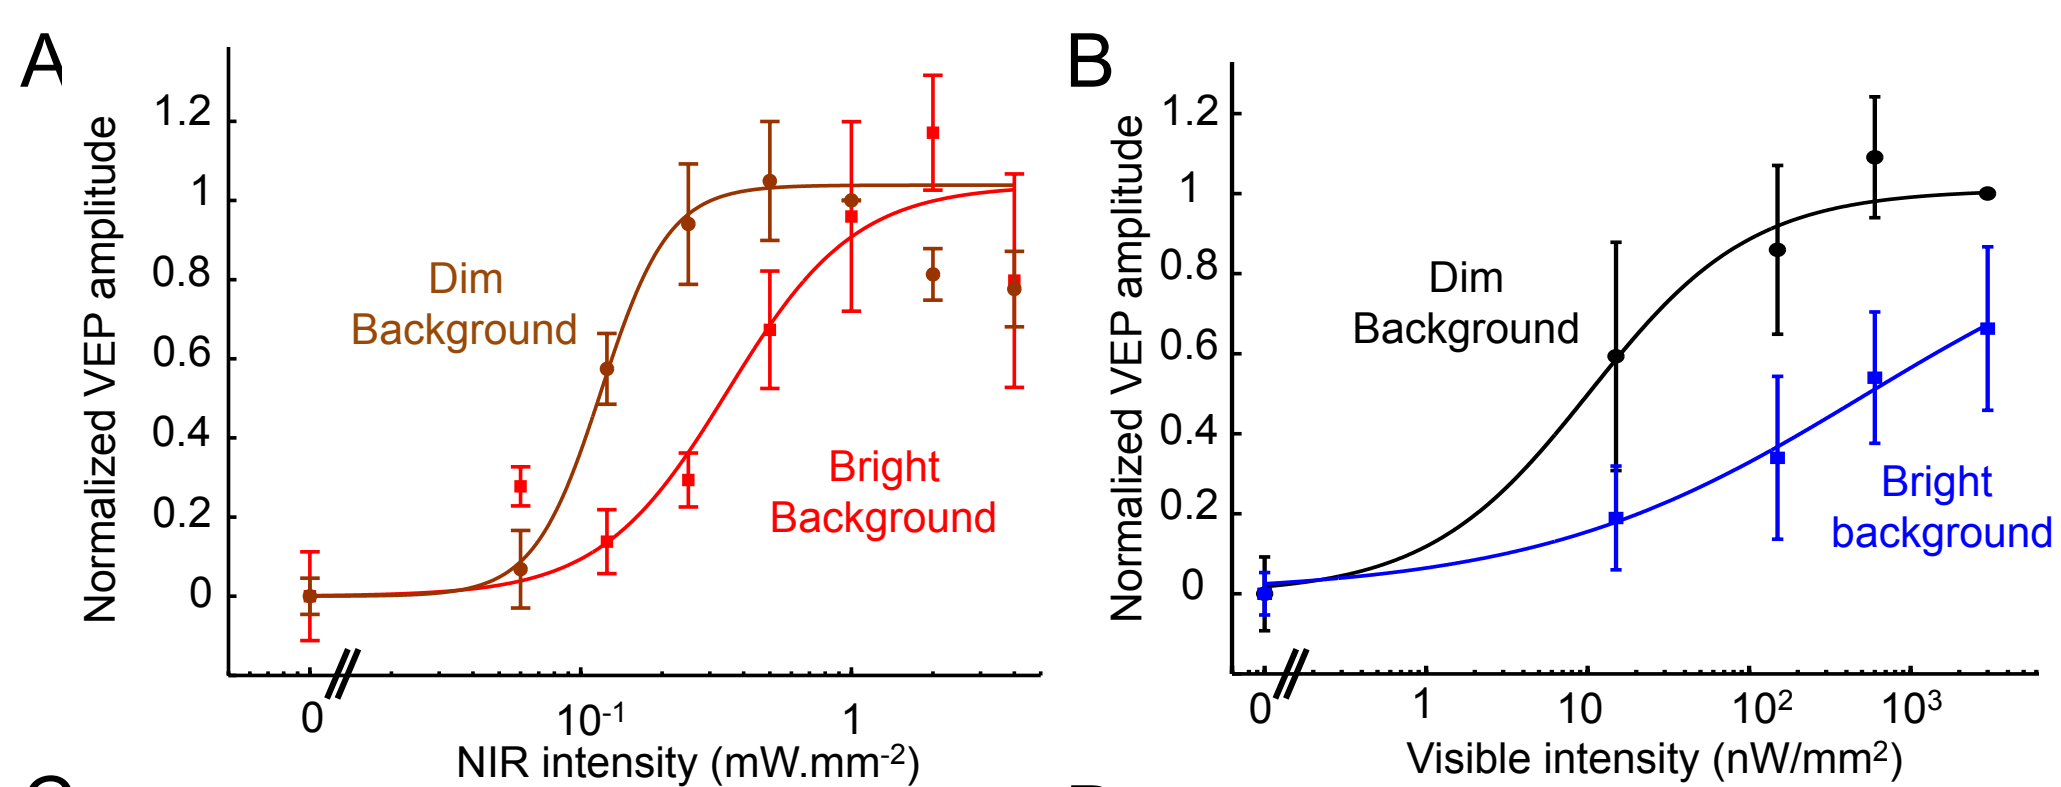 A
B
Normalized VEP amplitude
1.2
1
0.8
0.6
0.4
0.2
0
Dim
Background
Bright
Background
0
10-1
1
NIR intensity (mW.mm-2)
Normalized VEP amplitude
1.2
1
0.8
0.6
0.4
0.2
0
Dim
Background
Bright
background
0
1
10
10²
10³
Visible intensity (nW/mm²)